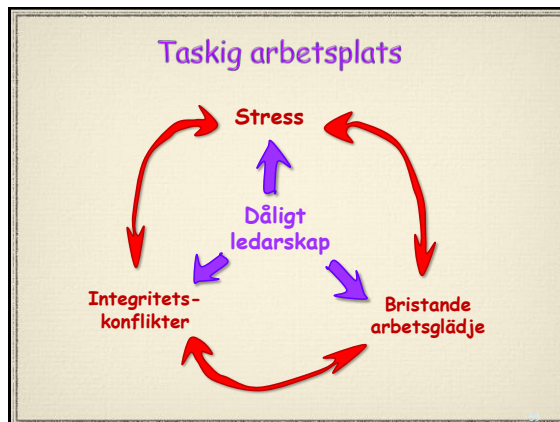 Taskig arbetsplats
Stress
Dåligt
ledarskap
Integritets-
konflikter
Bristande
arbetsglädje